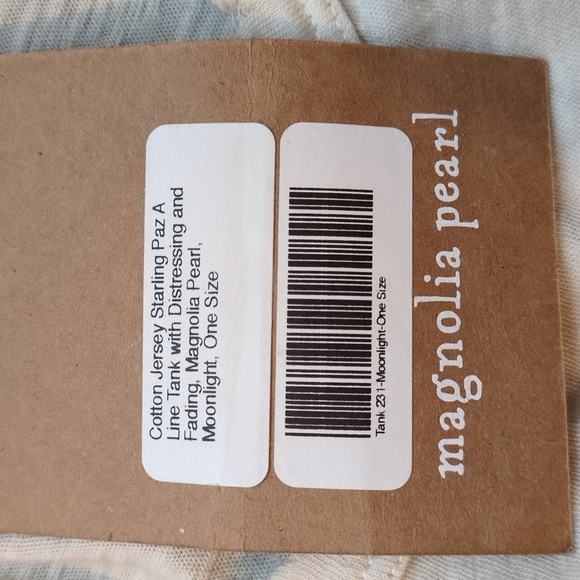 Cotton Jersey Starling Paz A
Line Tank with Distressing and
Fading, Magnolia Pearl,
Moonlight, One Size
Tank 231-Moonlight-One Size
magnolia pearl